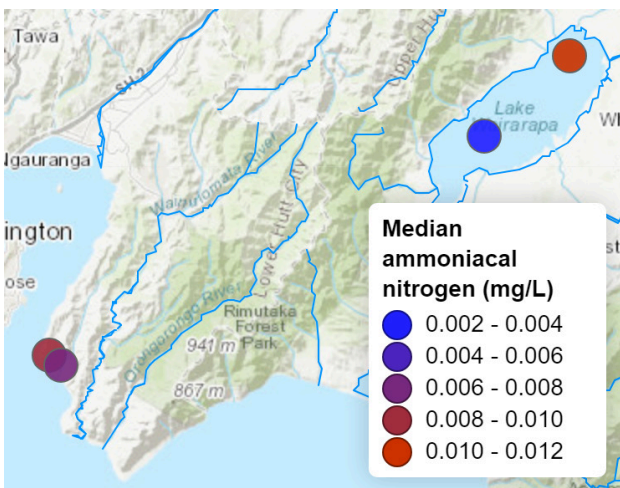 Tawa
SH 2
Upper Hutt
Lake
Wairarapa
Ngauranga
Wainuiomata River
ington
Lower Hutt City
ose
Orongorongo River
Rimutaka
Forest
Park
941 m
867 m
Median
ammoniacal
nitrogen (mg/L)
0.002 - 0.004
0.004 - 0.006
0.006 - 0.008
0.008 - 0.010
0.010 - 0.012